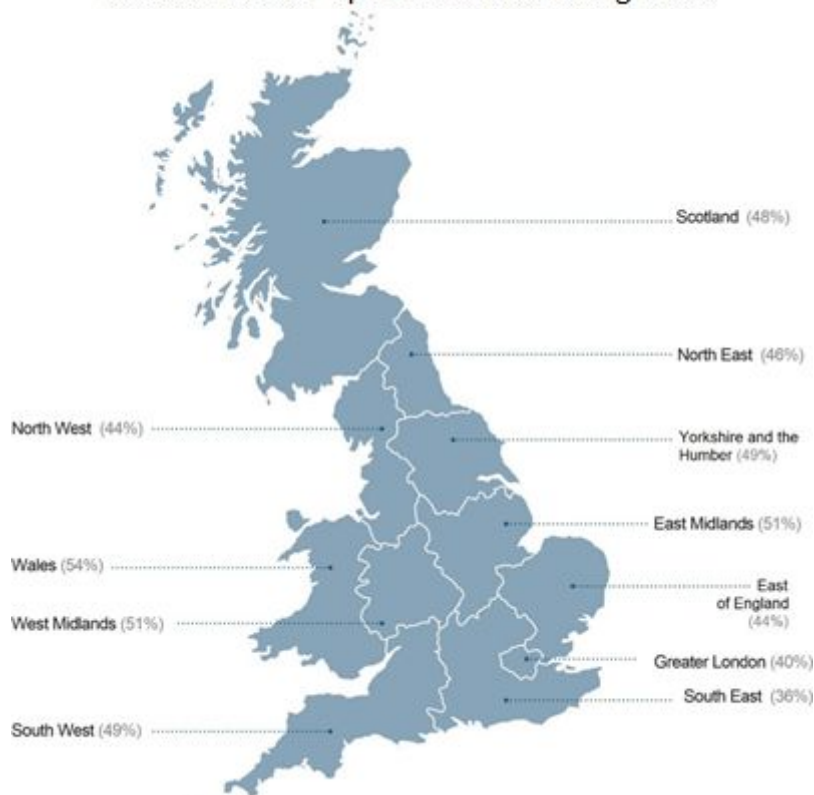 Scotland (48%)
North East (46%)
North West (44%)
Yorkshire and the
Humber (49%)
East Midlands (51%)
Wales (54%)
East
of England
(44%)
West Midlands (51%)
Greater London (40%)
South East (36%)
South West (49%)